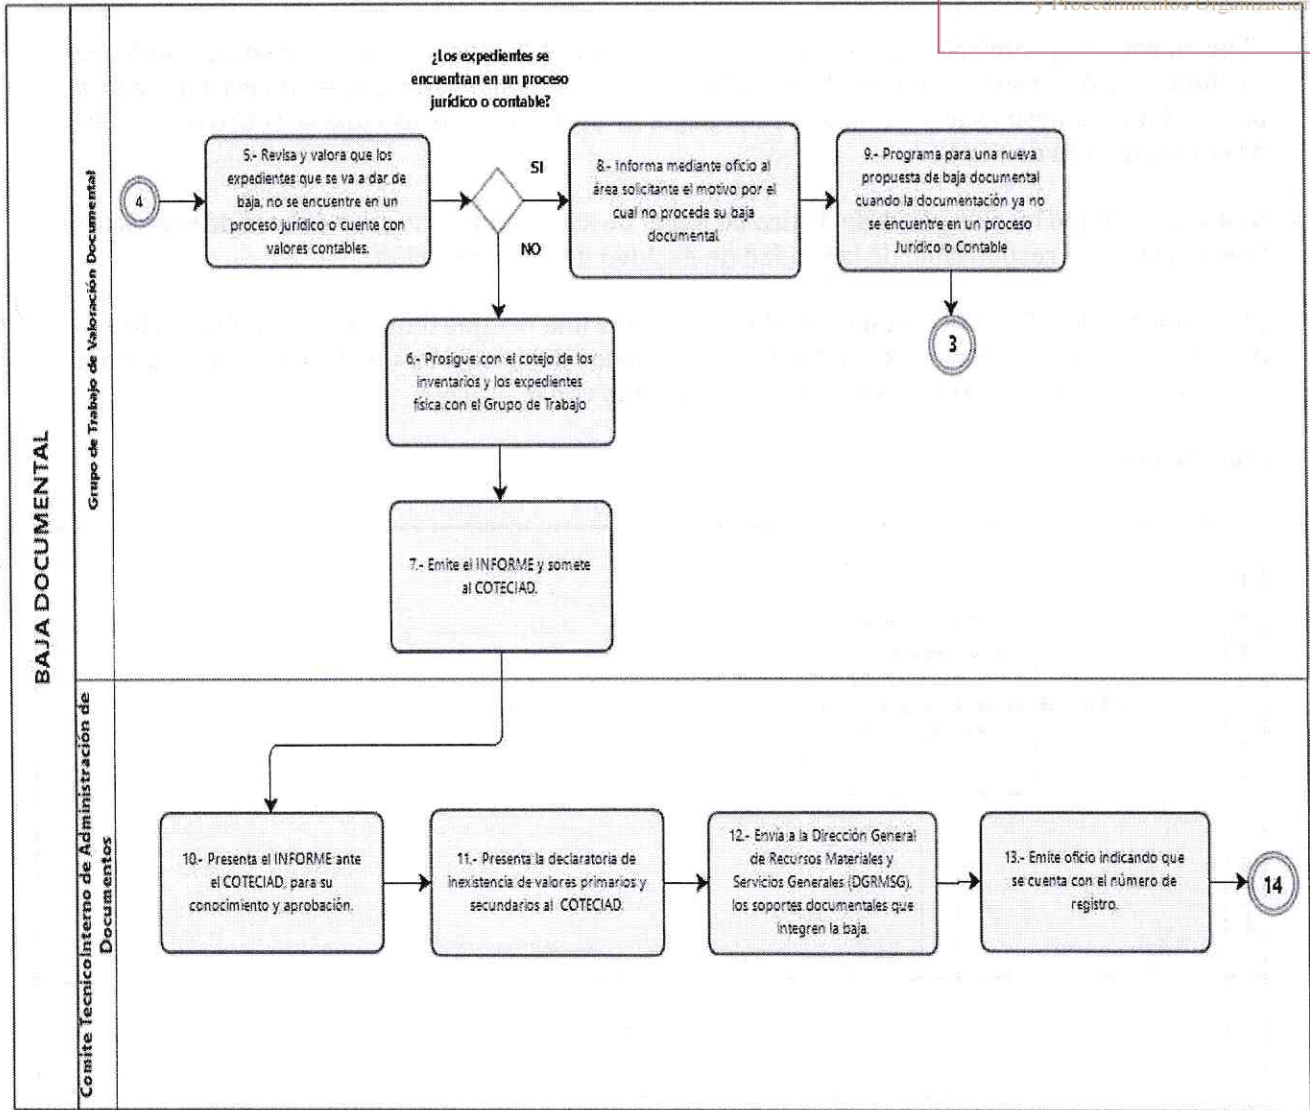 y Procedimientos Organizacion
BAJA DOCUMENTAL
Grupo de Trabajo de Valoración Documental
¿Los expedientes se
encuentran en un proceso
jurídico o contable?
4
5.- Revisa y valora que los
expedientes que se va a dar de
baja, no se encuentre en un
proceso jurídico o cuente con
valores contables.
SI
NO
8.- Informa mediante oficio al
área solicitante el motivo por el
cual no procede su baja
documental.
9.- Programa para una nueva
propuesta de baja documental
cuando la documentación ya no
se encuentre en un proceso
Jurídico o Contable
3
6.- Prosigue con el cotejo de los
inventarios y los expedientes
física con el Grupo de Trabajo
7.- Emite el INFORME y somete
al COTECIAD.
Comite TecnicoInterno de Administración de
Documentos
10.- Presenta el INFORME ante
el COTECIAD, para su
conocimiento y aprobación.
11.- Presenta la declaratoria de
inexistencia de valores primarios y
secundarios al COTECIAD.
12.- Envía a la Dirección General
de Recursos Materiales y
Servicios Generales (DGRMSG),
los soportes documentales que
integren la baja.
13.- Emite oficio indicando que
se cuenta con el número de
registro.
14